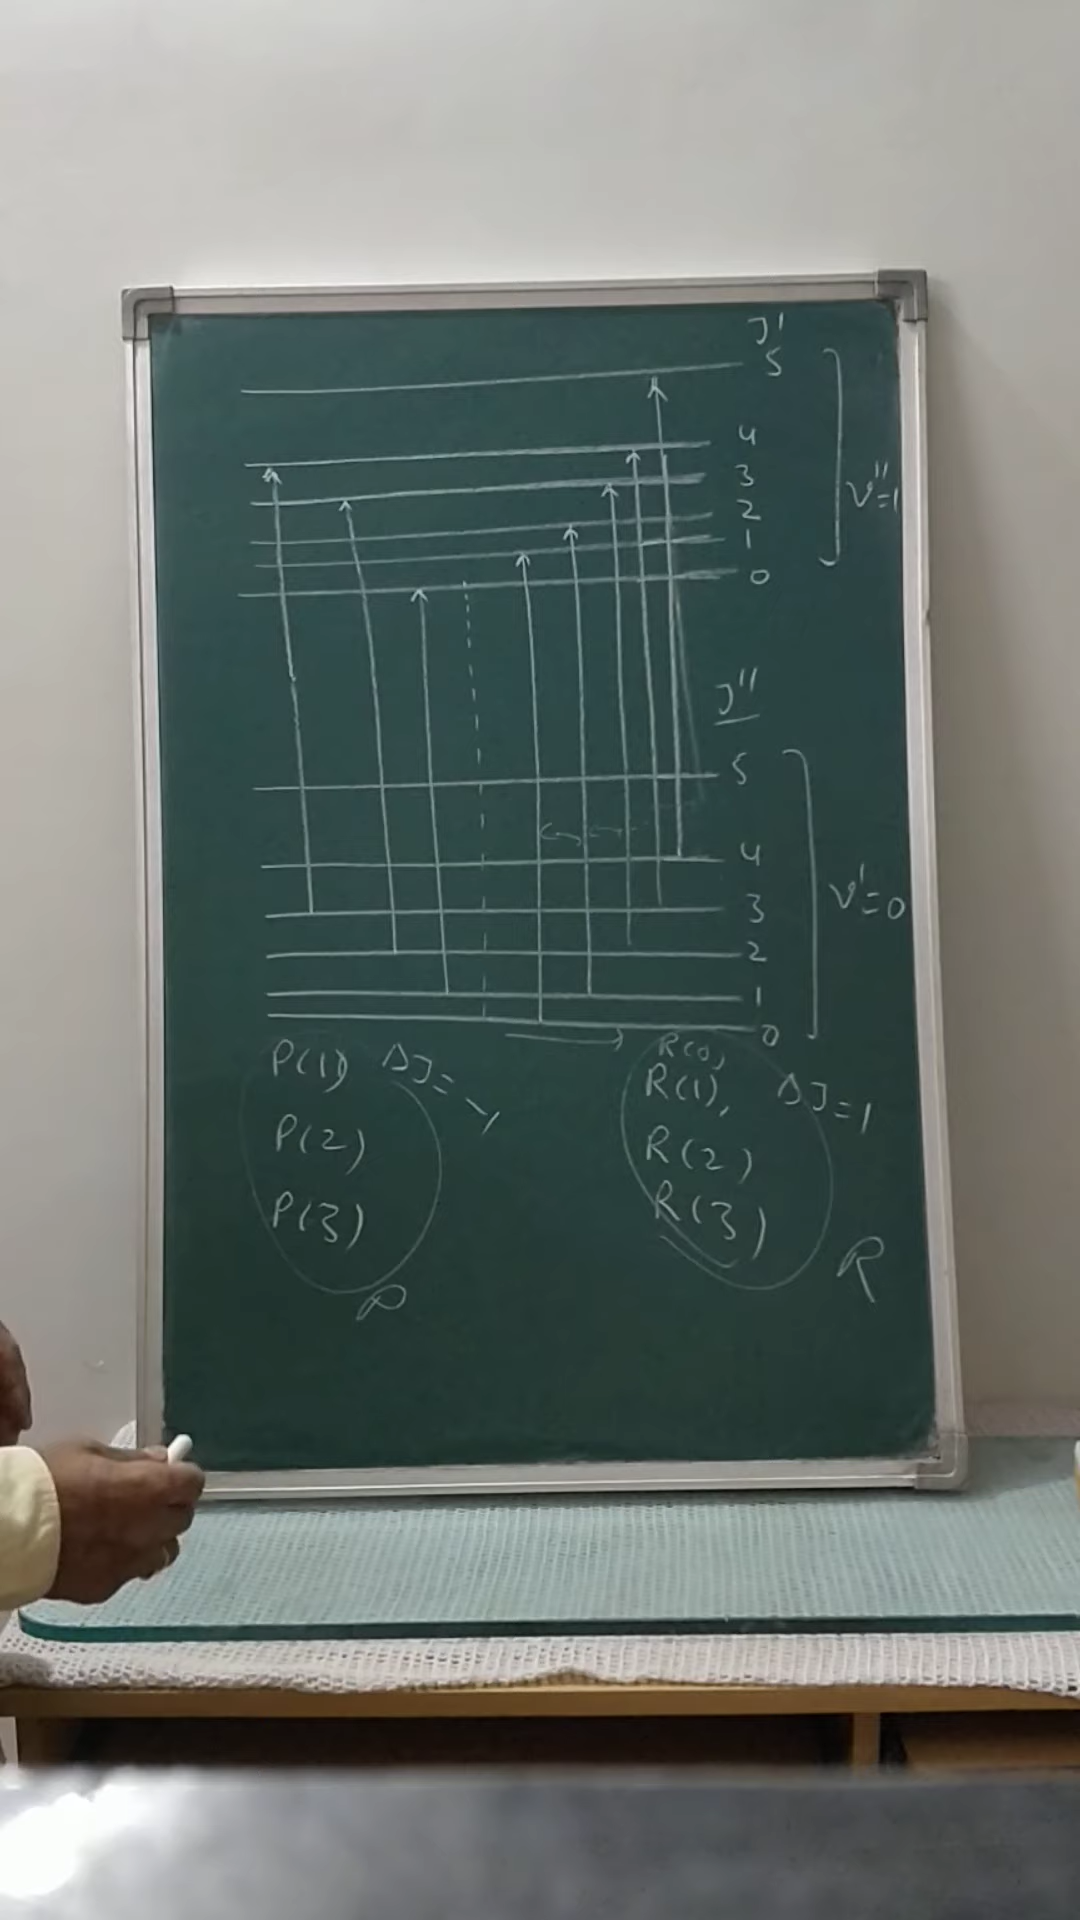 J'
5
4
3
2
1
0
v''=1
J''
5
4
3
2
1
0
v'=0
P(1) ΔJ=-1
P(2)
P(3)
P
R(0)
R(1), ΔJ=1
R(2)
R(3)
R